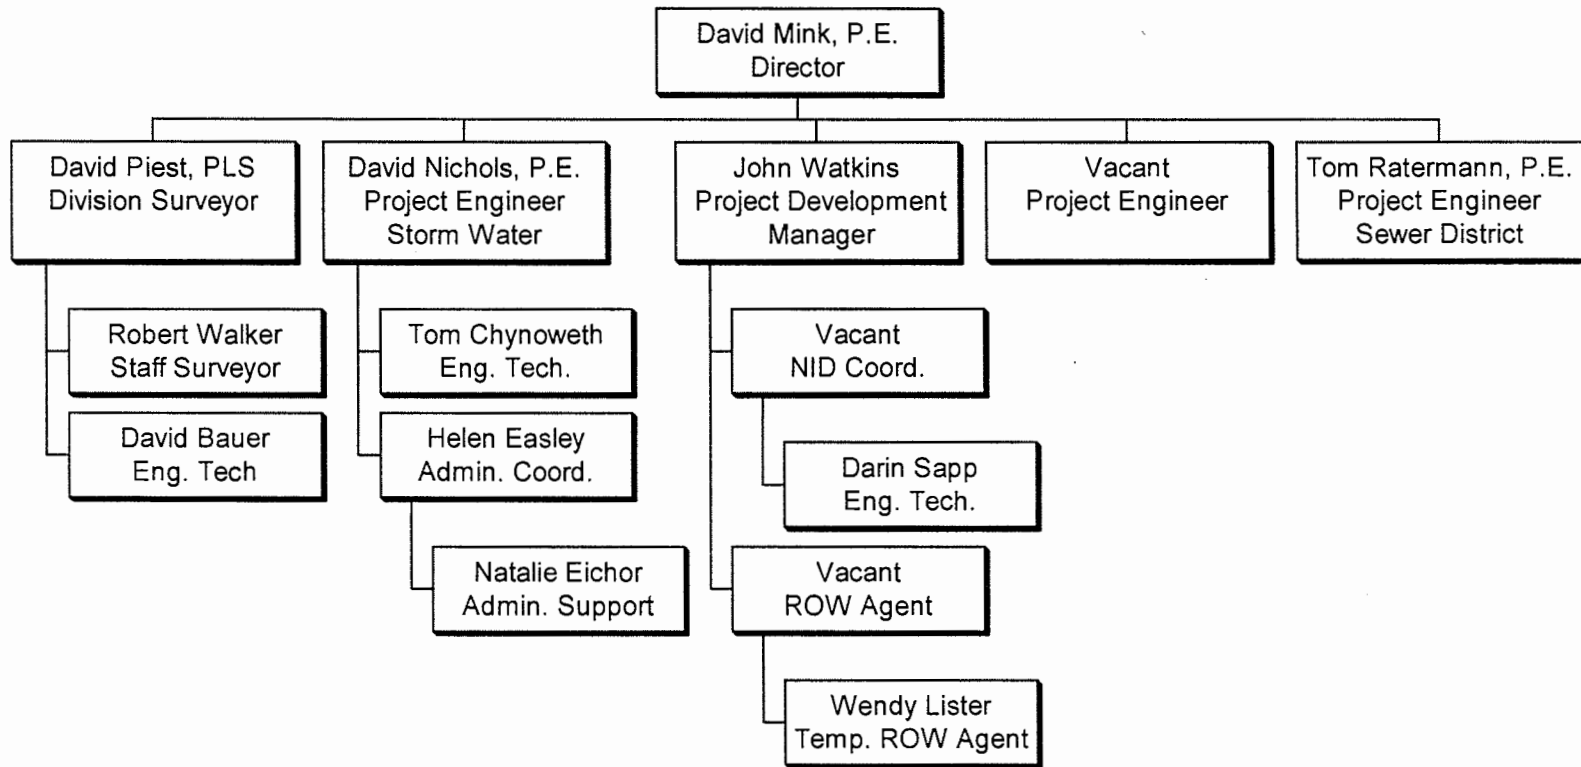 David Mink, P.E.
Director
David Piest, PLS
Division Surveyor
David Nichols, P.E.
Project Engineer
Storm Water
John Watkins
Project Development
Manager
Vacant
Project Engineer
Tom Ratermann, P.E.
Project Engineer
Sewer District
Robert Walker
Staff Surveyor
David Bauer
Eng. Tech
Tom Chynoweth
Eng. Tech.
Helen Easley
Admin. Coord.
Natalie Eichor
Admin. Support
Vacant
NID Coord.
Darin Sapp
Eng. Tech.
Vacant
ROW Agent
Wendy Lister
Temp. ROW Agent